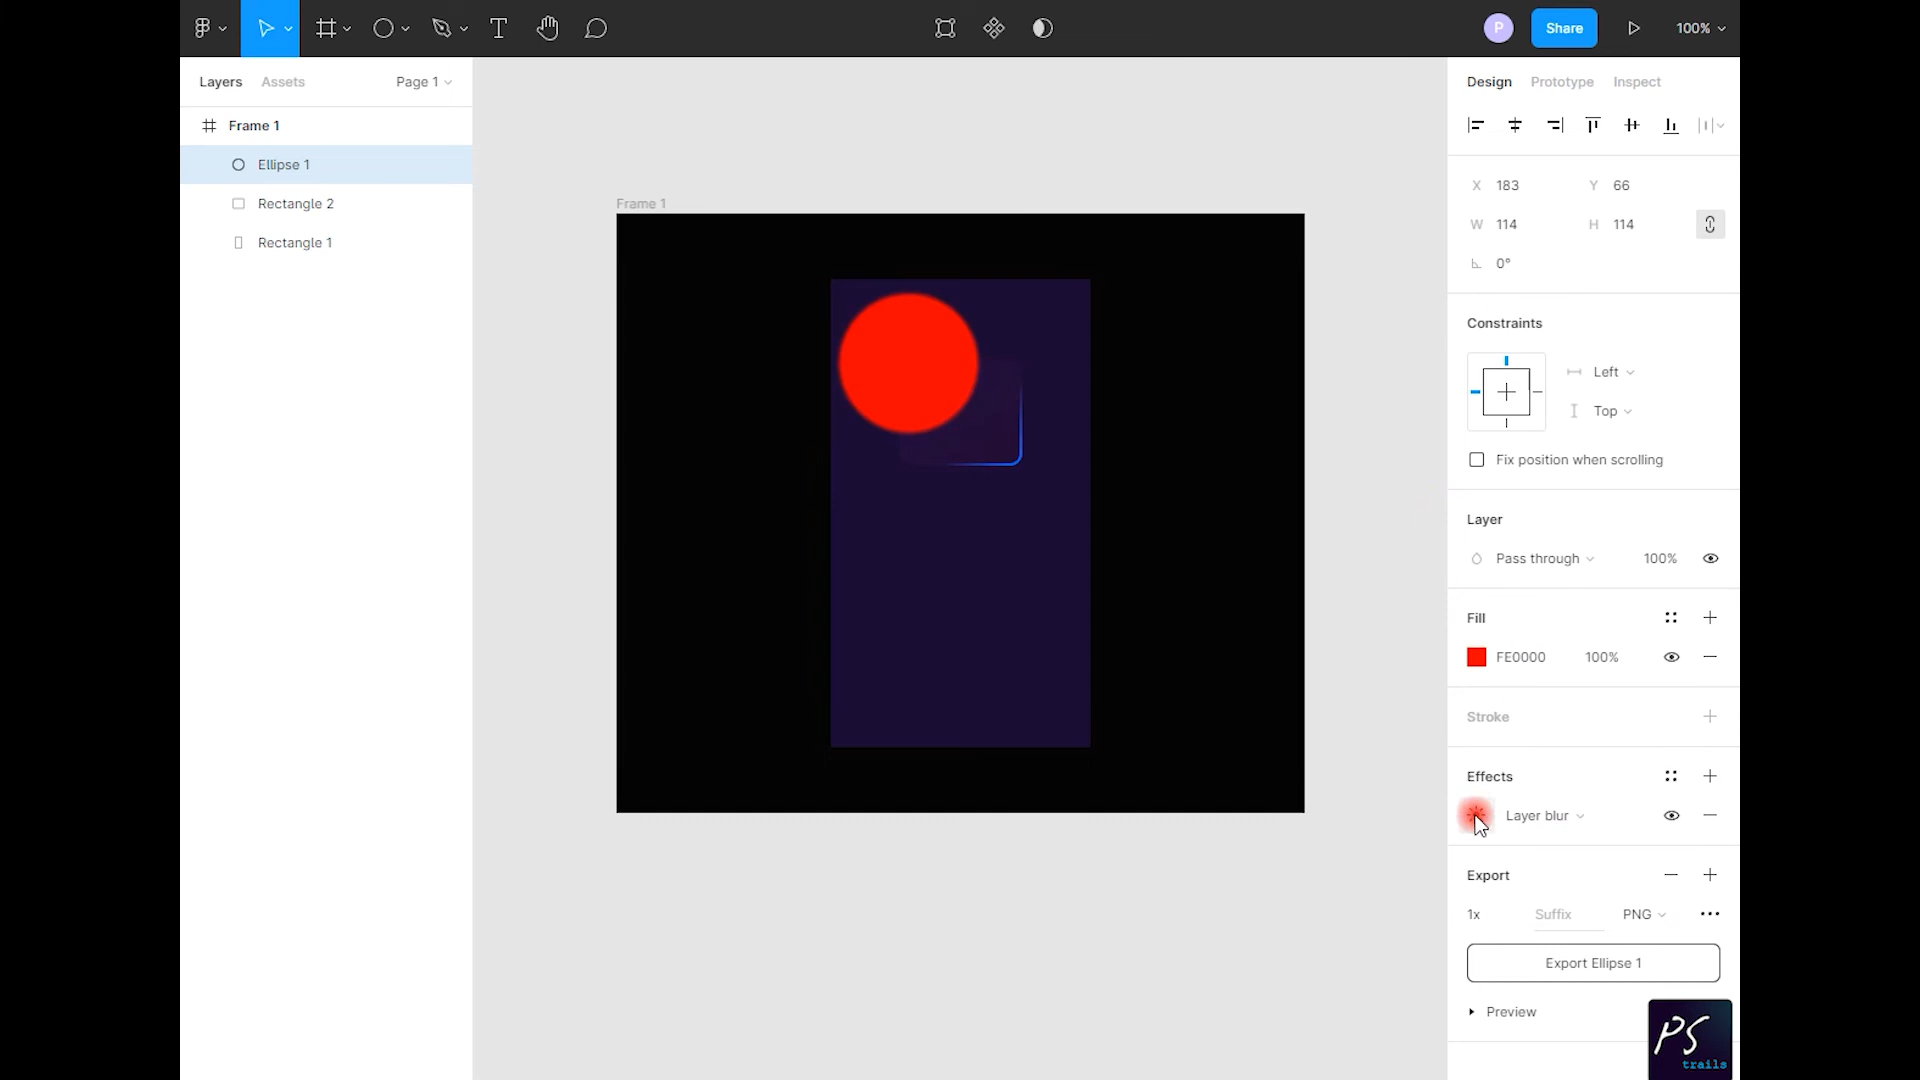 P
Share
100%
Layers
Assets
Page 1
Design
Prototype
Inspect
Frame 1
Ellipse 1
Rectangle 2
Rectangle 1
Frame 1
X 183
Y 66
W 114
H 114
0°
Constraints
Left
Top
Fix position when scrolling
Layer
Pass through
100%
Fill
FE0000
100%
Stroke
Effects
Layer blur
Export
1x
Suffix
PNG
Export Ellipse 1
Preview
PS
trails